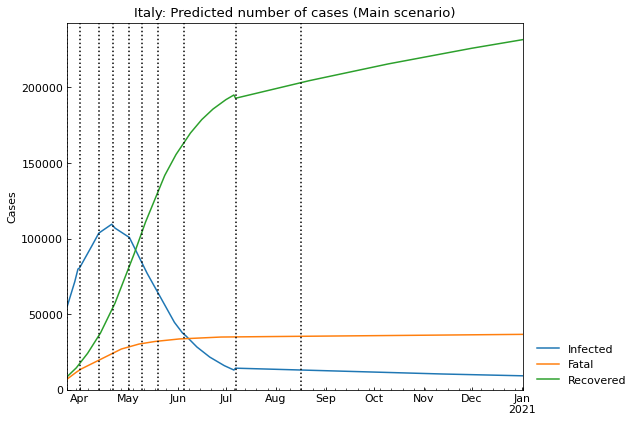 Italy: Predicted number of cases (Main scenario)
Cases
200000
150000
100000
50000
0
Apr May Jun Jul Aug Sep Oct Nov Dec Jan
2021
Infected
Fatal
Recovered